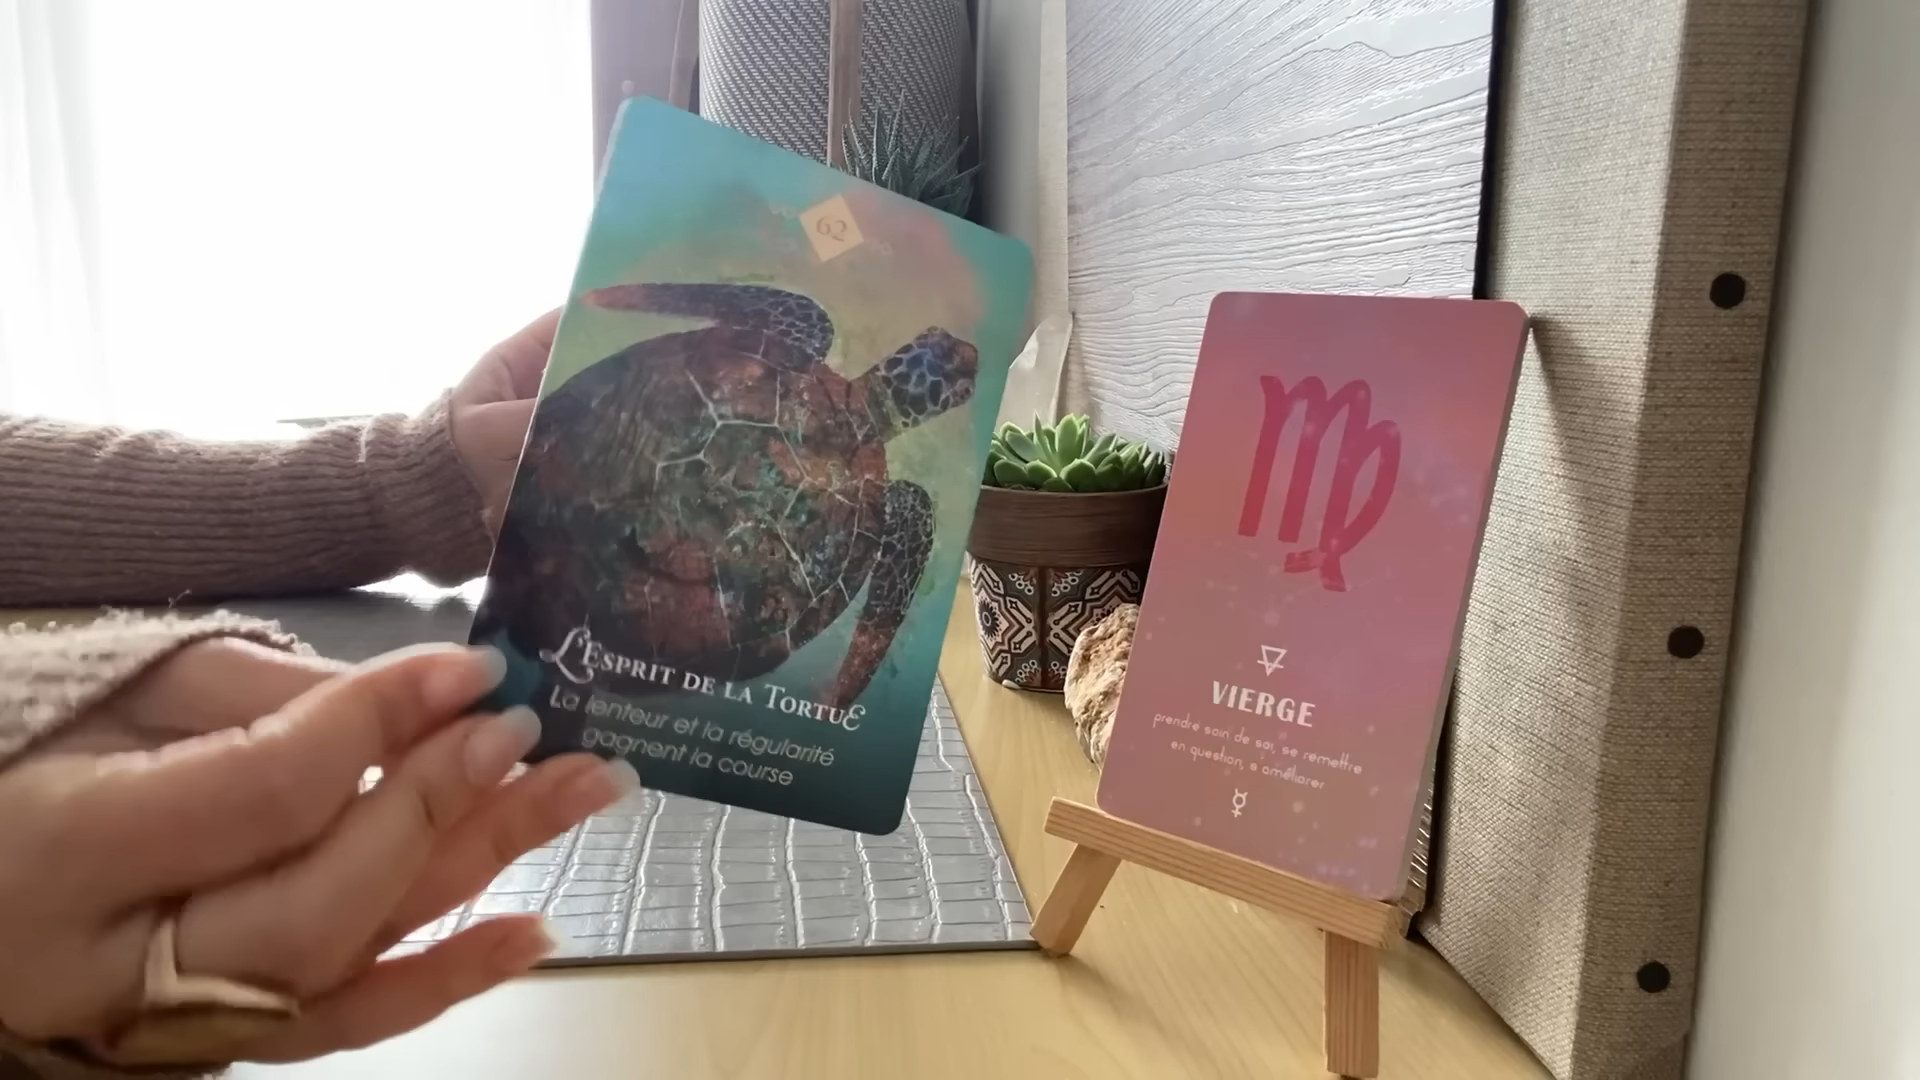 62
L'ESPRIT DE LA TORTUE
La lenteur et la régularité
gagnent la course
VIERGE
prendre soin de soi, se remettre
en question, s améliorer